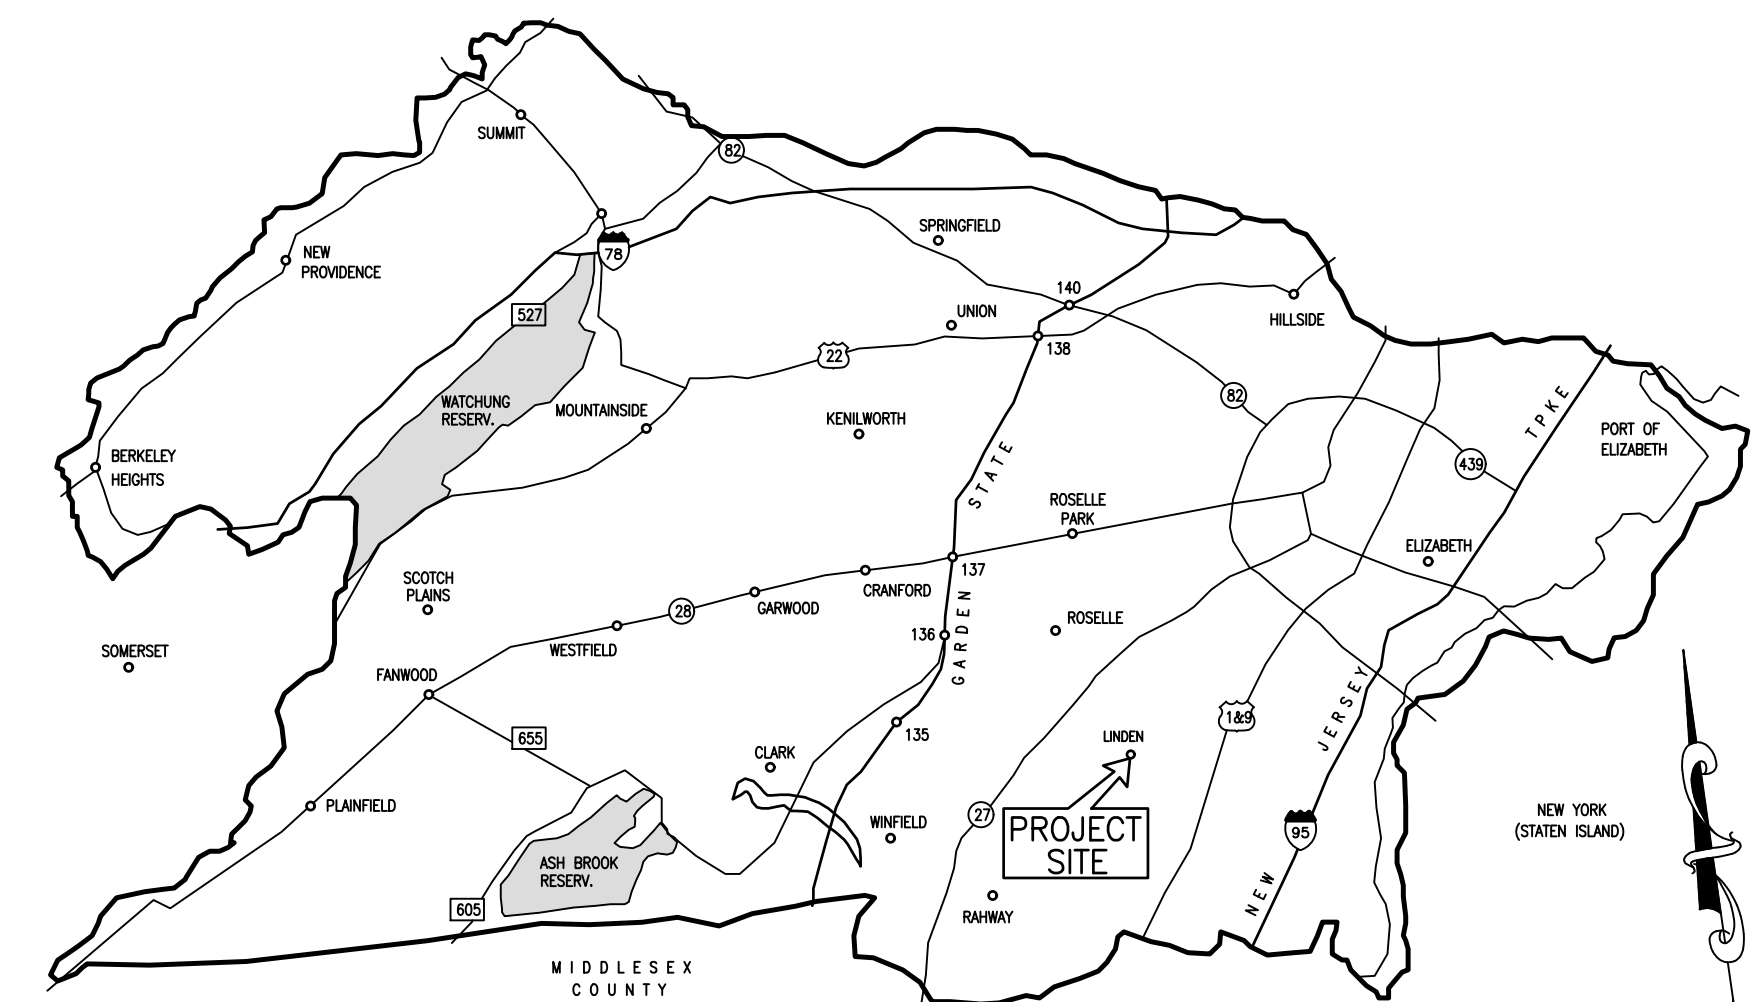 SUMMIT
82
NEW
PROVIDENCE
78
SPRINGFIELD
140
527
UNION
HILLSIDE
138
22
WATCHUNG
RESERV.
MOUNTAINSIDE
KENILWORTH
82
TPKE
PORT OF
ELIZABETH
BERKELEY
HEIGHTS
439
STATE
ROSELLE
PARK
ELIZABETH
137
SCOTCH
PLAINS
CRANFORD
28
GARWOOD
GARDEN
ROSELLE
136
SOMERSET
WESTFIELD
FANWOOD
JERSEY
1&9
655
135
LINDEN
CLARK
PLAINFIELD
27
WINFIELD
PROJECT
SITE
95
NEW YORK
(STATEN ISLAND)
ASH BROOK
RESERV.
NEW
605
RAHWAY
MIDDLESEX
COUNTY